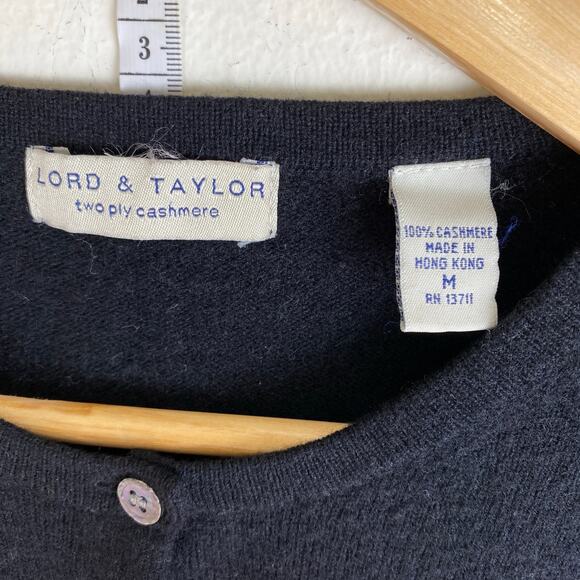 3
LORD & TAYLOR
two ply cashmere
100% CASHMERE
MADE IN
HONG KONG
M
RN 13711